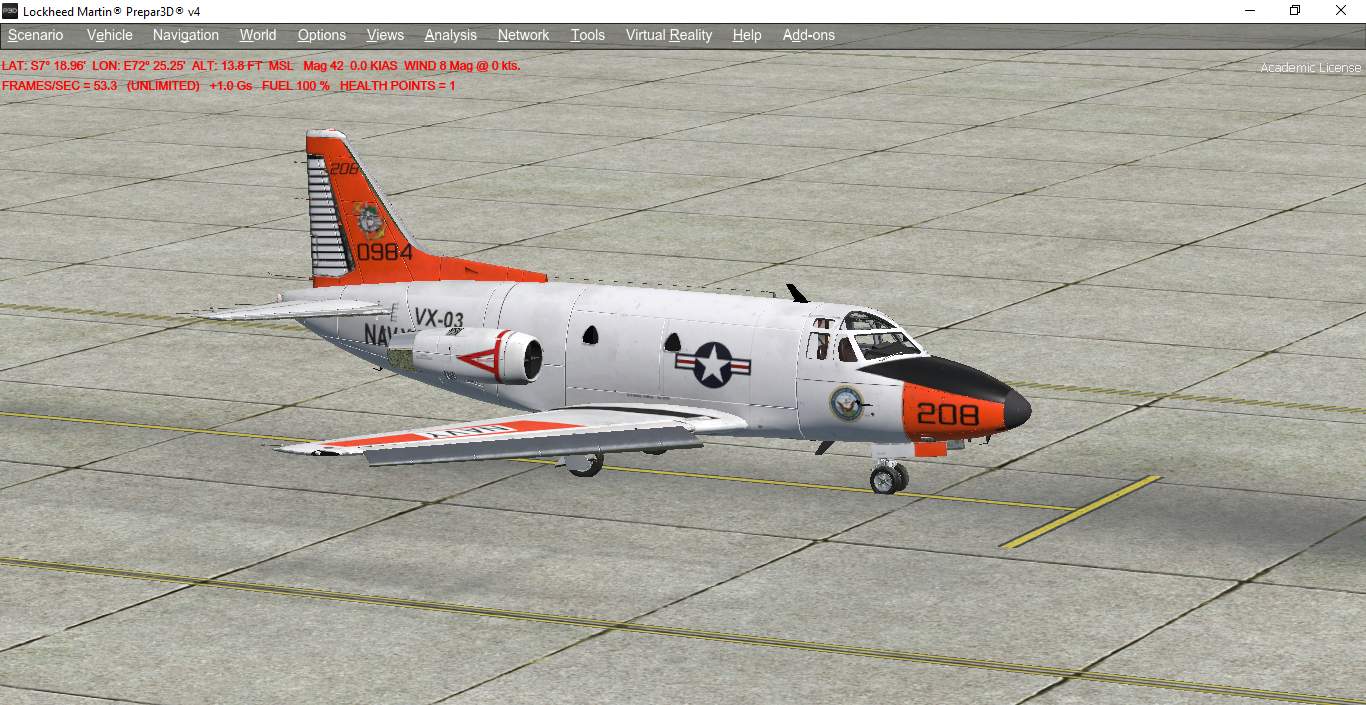 Lockheed Martin® Prepar3D® v4
Scenario Vehicle Navigation World Options Views Analysis Network Tools Virtual Reality Help Add-ons
LAT: S7° 18.96' LON: E72° 25.25' ALT: 13.8 FT MSL Mag 42 0.0 KIAS WIND 8 Mag @ 0 kts.
Academic License
FRAMES/SEC = 53.3 (UNLIMITED) +1.0 Gs FUEL 100 % HEALTH POINTS = 1
208
0984
VX-03
NAVY
208
NAVY